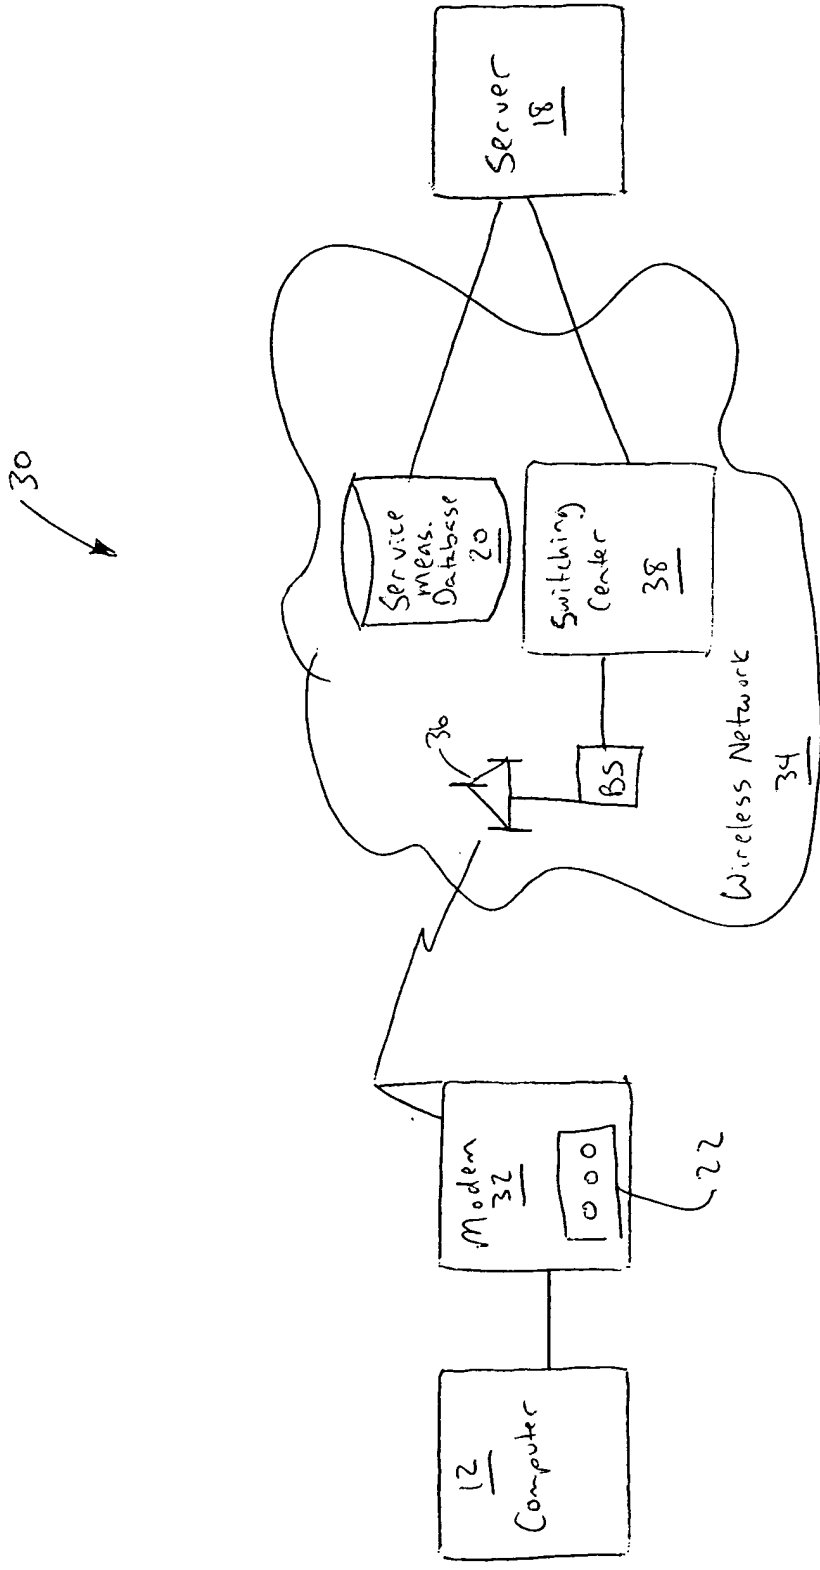 30
12
Computer
Modem
32
22
36
BS
Service
Meas.
Database
20
Switching
Center
38
Wireless Network
34
Server
18